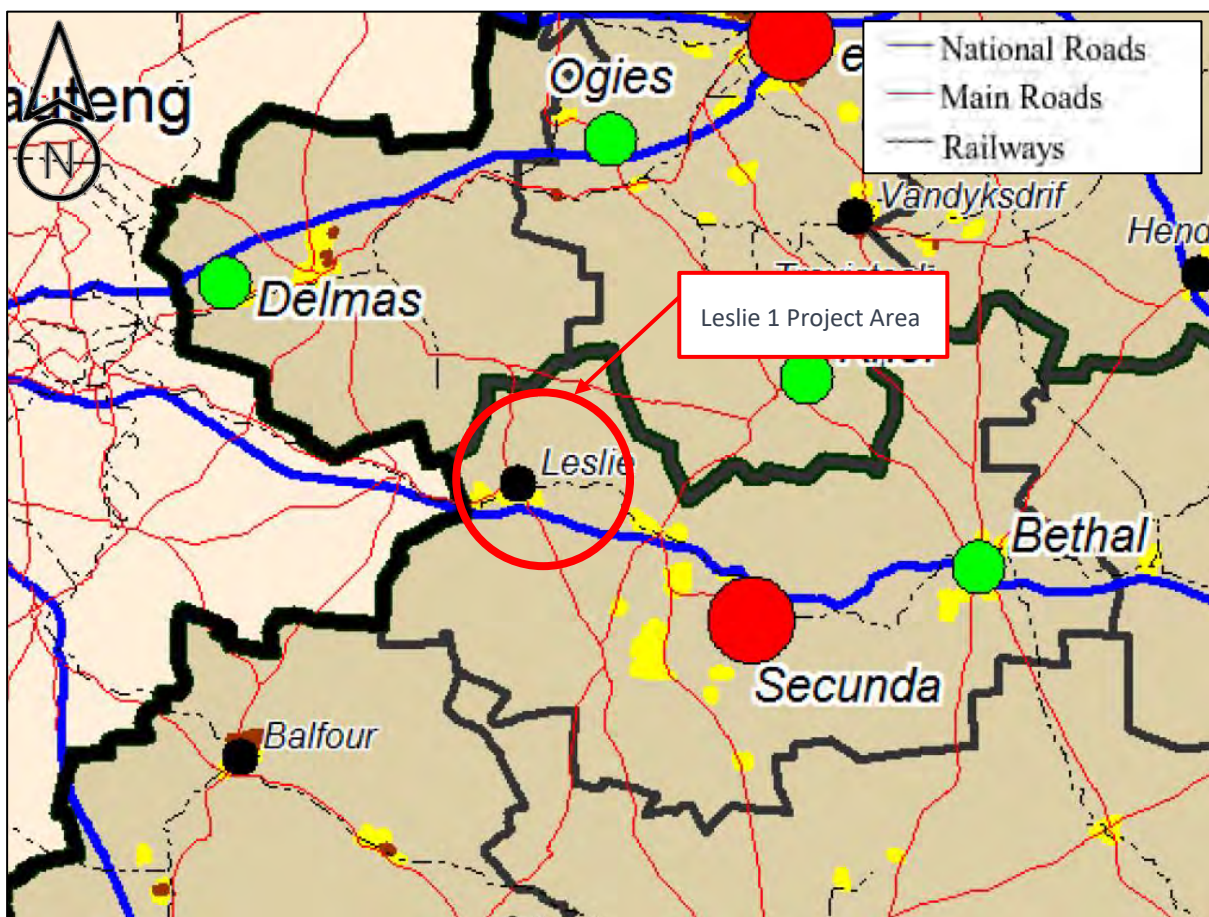 National Roads
Main Roads
Railways
auteng
N
Ogies
Vandyksdrif
Hend
Delmas
Leslie 1 Project Area
Leslie
Bethal
Secunda
Balfour